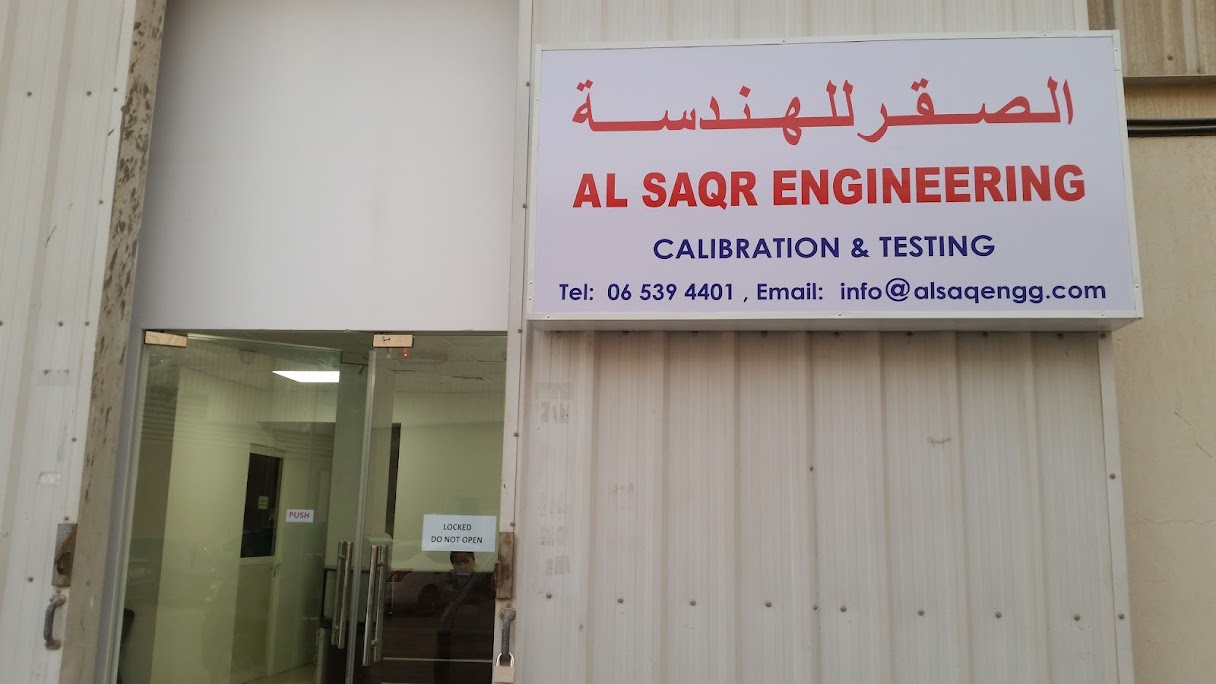 الصقر للهندسة
AL SAQR ENGINEERING
CALIBRATION & TESTING
Tel: 06 539 4401 , Email: info@alsaqengg.com
PUSH
LOCKED
DO NOT OPEN